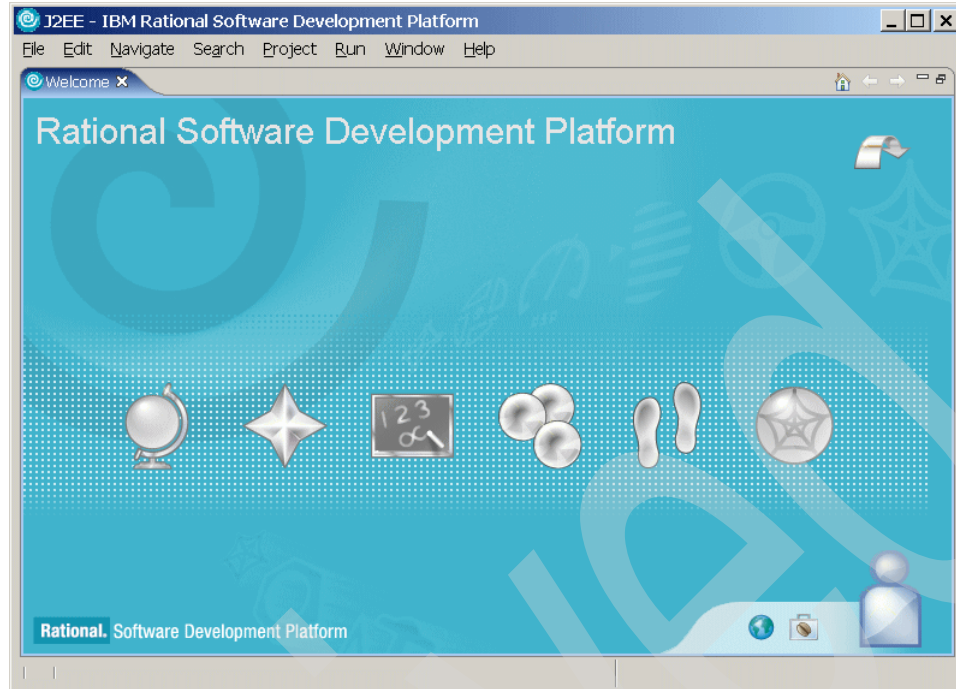 J2EE - IBM Rational Software Development Platform
File Edit Navigate Search Project Run Window Help
Welcome
Rational Software Development Platform
123
Rational. Software Development Platform